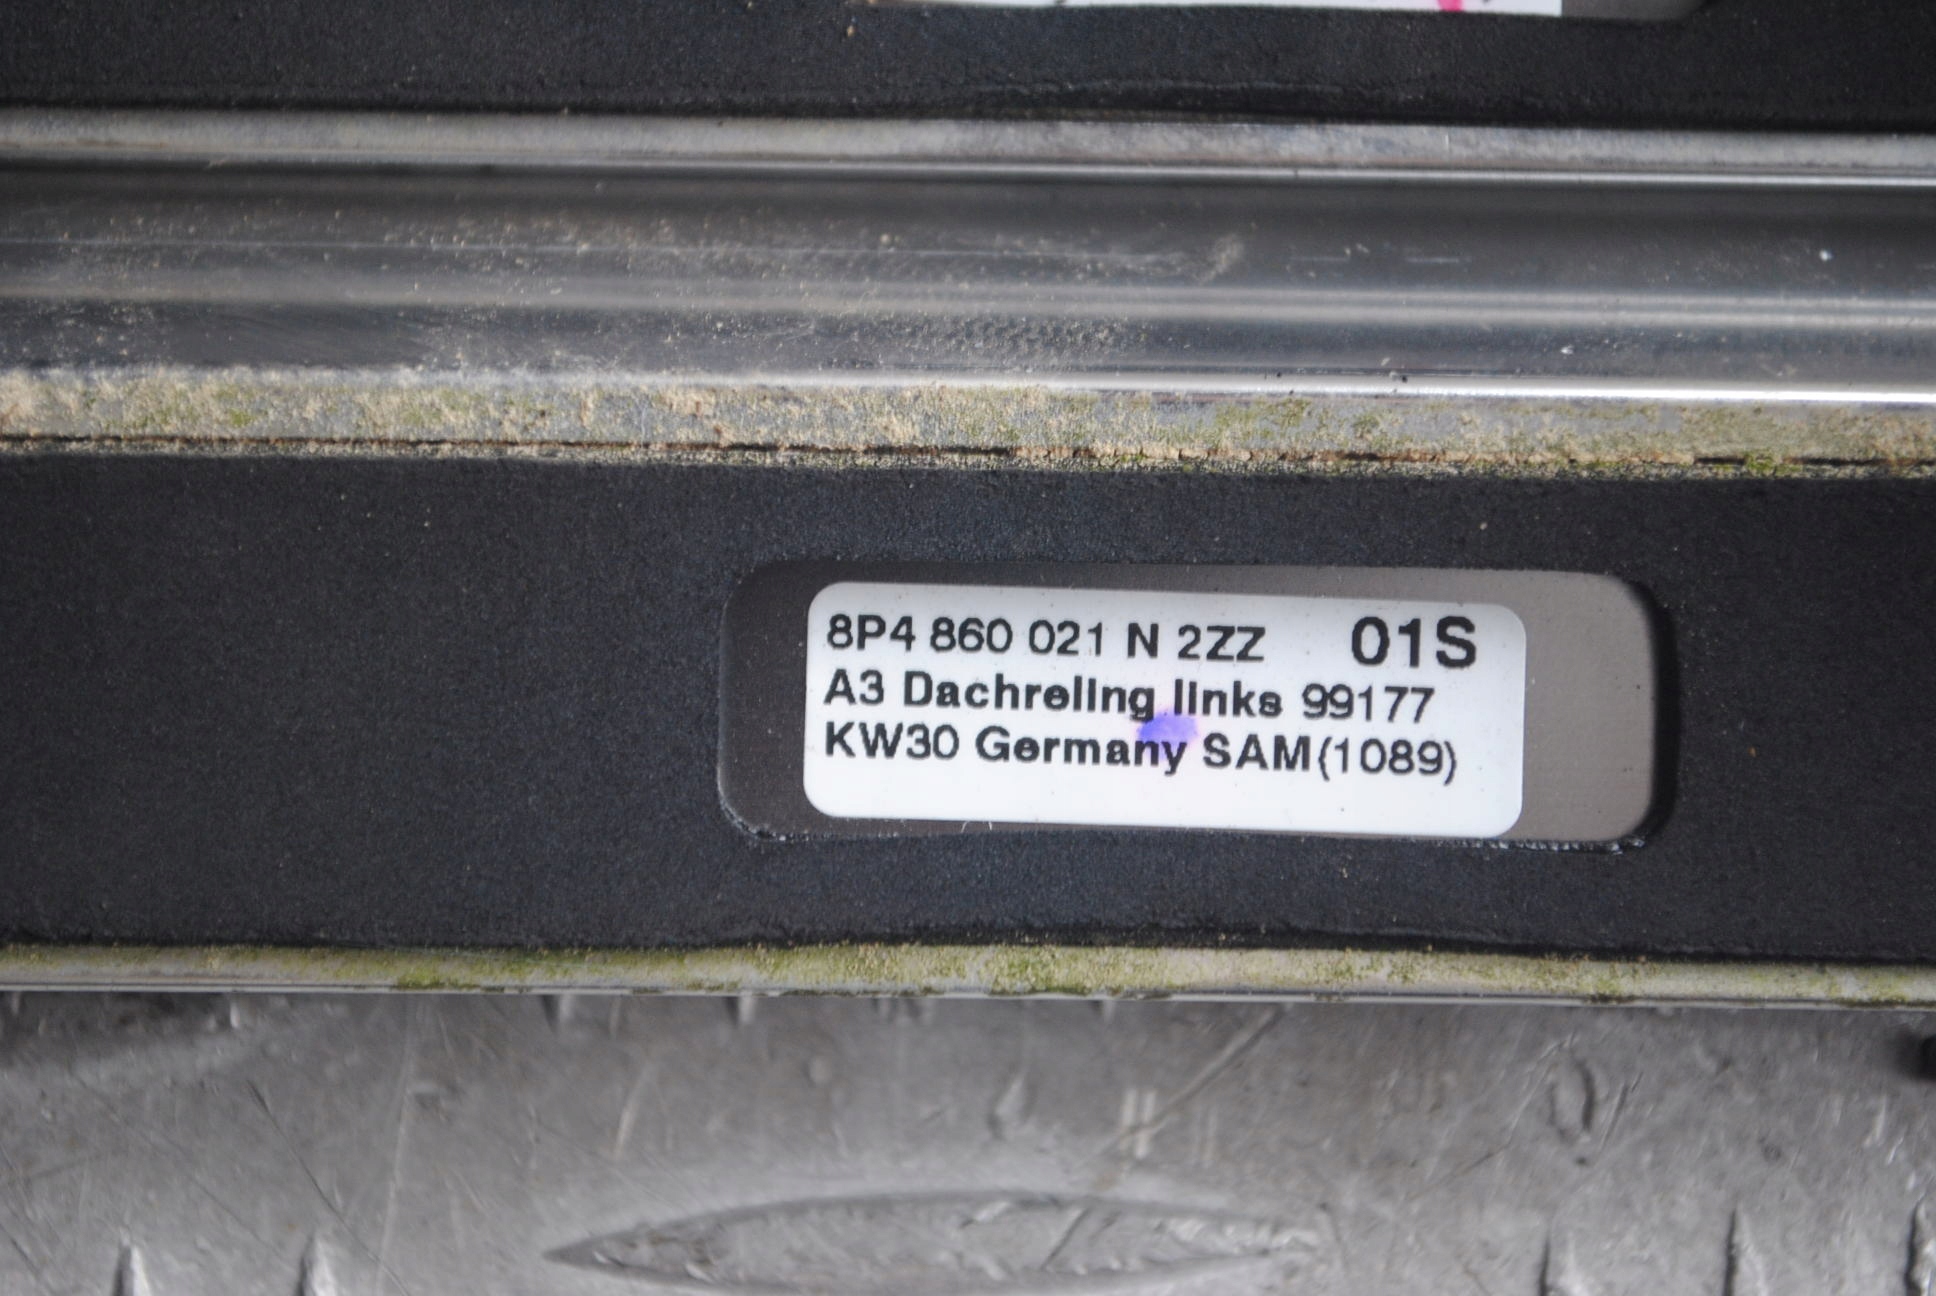 8P4 860 021 N 2ZZ 01S
A3 Dachreling links 99177
KW30 Germany SAM(1089)